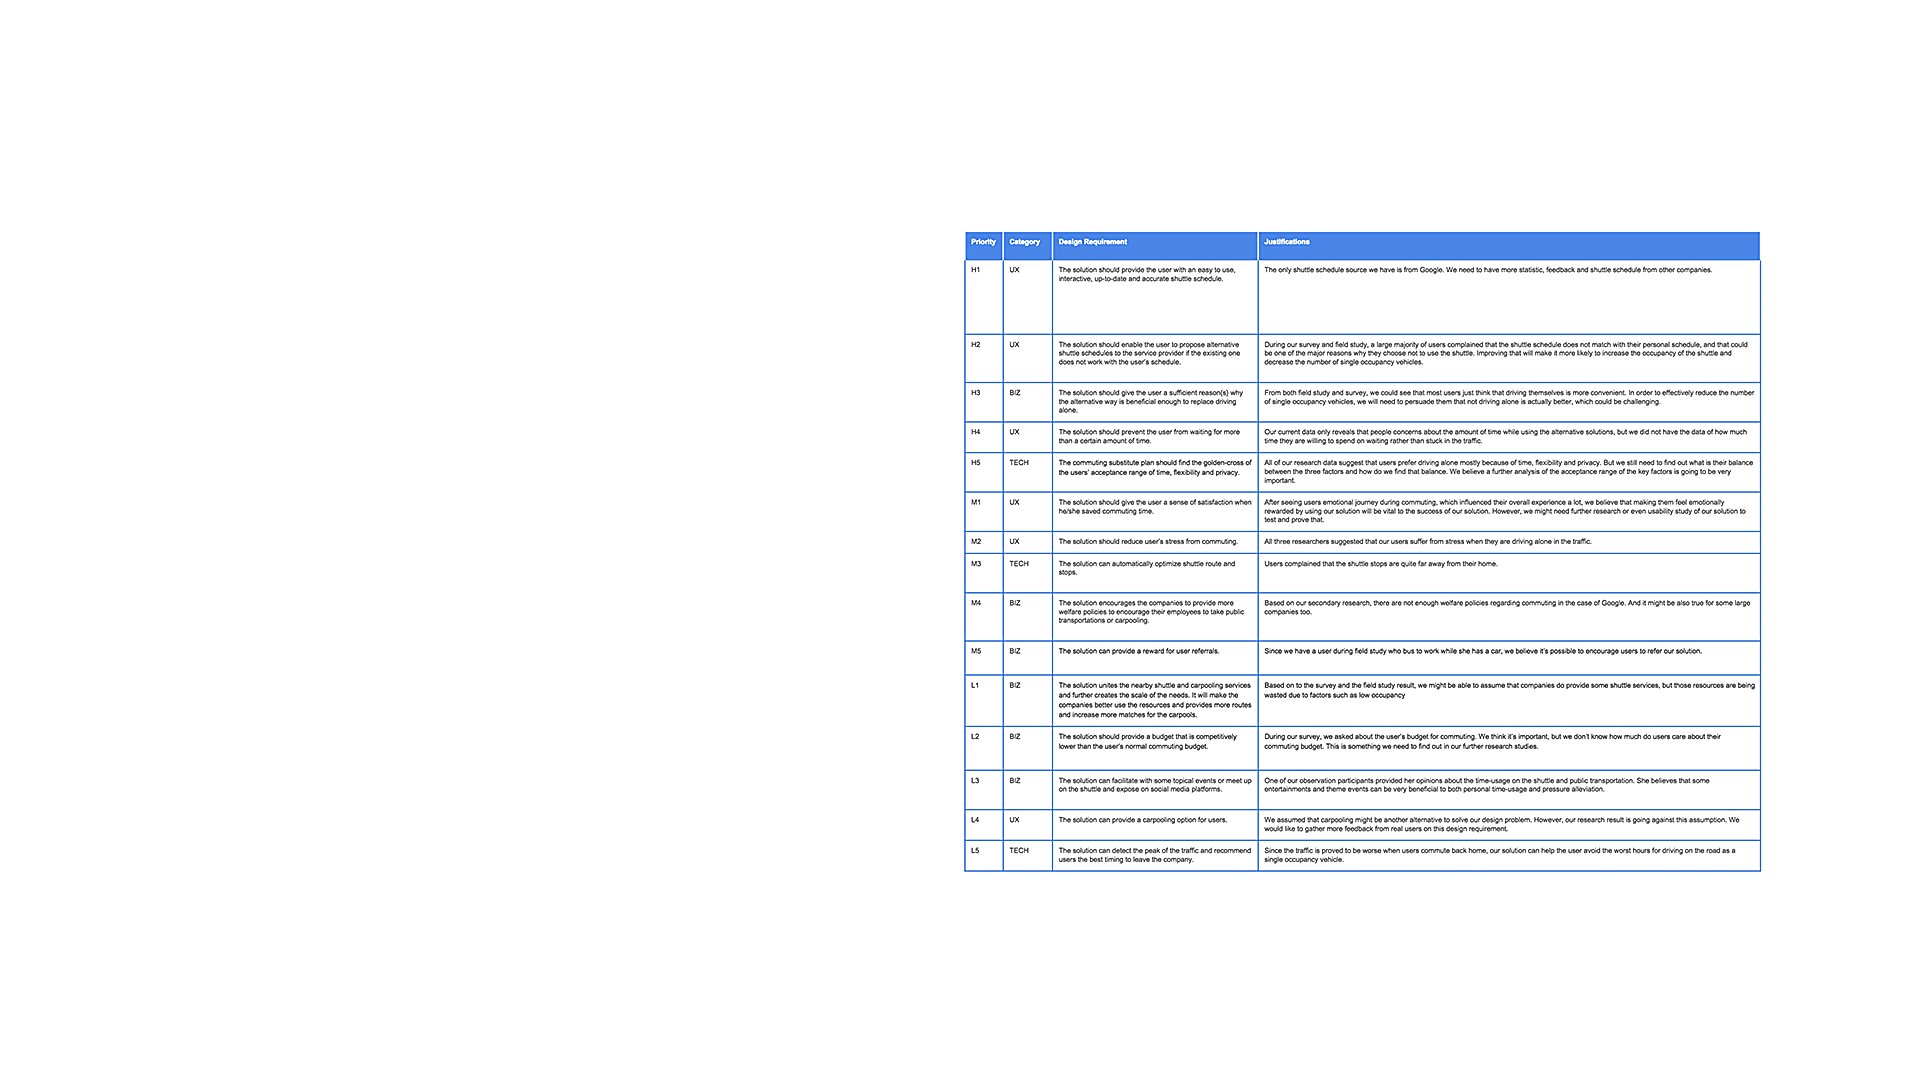 Priority Category Design Requirement Justifications
H1 UX The solution should provide the user with an easy to use, The only shuttle schedule source we have is from Google. We need to have more statistic, feedback and shuttle schedule from other companies.
interactive, up-to-date and accurate shuttle schedule.
H2 UX The solution should enable the user to propose alternative During our survey and field study, a large majority of users complained that the shuttle schedule does not match with their personal schedule, and that could
shuttle schedules to the service provider if the existing one be one of the major reasons why they choose not to use the shuttle. Improving that will make it more likely to increase the occupancy of the shuttle and
does not work with the user's schedule. decrease the number of single occupancy vehicles.
H3 BIZ The solution should give the user a sufficient reason(s) why From both field study and survey, we could see that most users just think that driving themselves is more convenient. In order to effectively reduce the number
the alternative way is beneficial enough to replace driving of single occupancy vehicles, we will need to persuade them that not driving alone is actually better, which could be challenging.
alone.
H4 UX The solution should prevent the user from waiting for more Our current data only reveals that people concerns about the amount of time while using the alternative solutions, but we did not have the data of how much
than a certain amount of time. time they are willing to spend on waiting rather than stuck in the traffic.
H5 TECH The commuting substitute plan should find the golden-cross of All of our research data suggest that users prefer driving alone mostly because of time, flexibility and privacy. But we still need to find out what is their balance
the users' acceptance range of time, flexibility and privacy. between the three factors and how do we find that balance. We believe a further analysis of the acceptance range of the key factors is going to be very
important.
M1 UX The solution should give the user a sense of satisfaction when After seeing users emotional journey during commuting, which influenced their overall experience a lot, we believe that making them feel emotionally
he/she saved commuting time. rewarded by using our solution will be vital to the success of our solution. However, we might need further research or even usability study of our solution to
test and prove that.
M2 UX The solution should reduce user's stress from commuting. All three researchers suggested that our users suffer from stress when they are driving alone in the traffic.
M3 TECH The solution can automatically optimize shuttle route and Users complained that the shuttle stops are quite far away from their home.
stops.
M4 BIZ The solution encourages the companies to provide more Based on our secondary research, there are not enough welfare policies regarding commuting in the case of Google. And it might be also true for some large
welfare policies to encourage their employees to take public companies too.
transportations or carpooling.
M5 BIZ The solution can provide a reward for user referrals. Since we have a user during field study who bus to work while she has a car, we believe it's possible to encourage users to refer our solution.
L1 BIZ The solution unites the nearby shuttle and carpooling services Based on to the survey and the field study result, we might be able to assume that companies do provide some shuttle services, but those resources are being
and further creates the scale of the needs. It will make the wasted due to factors such as low occupancy
companies better use the resources and provides more routes
and increase more matches for the carpools.
L2 BIZ The solution should provide a budget that is competitively During our survey, we asked about the user's budget for commuting. We think it's important, but we don't know how much do users care about their
lower than the user's normal commuting budget. commuting budget. This is something we need to find out in our further research studies.
L3 BIZ The solution can facilitate with some topical events or meet up One of our observation participants provided her opinions about the time-usage on the shuttle and public transportation. She believes that some
on the shuttle and expose on social media platforms. entertainments and theme events can be very beneficial to both personal time-usage and pressure alleviation.
L4 UX The solution can provide a carpooling option for users. We assumed that carpooling might be another alternative to solve our design problem. However, our research result is going against this assumption. We
would like to gather more feedback from real users on this design requirement.
L5 TECH The solution can detect the peak of the traffic and recommend Since the traffic is proved to be worse when users commute back home, our solution can help the user avoid the worst hours for driving on the road as a
users the best timing to leave the company. single occupancy vehicle.